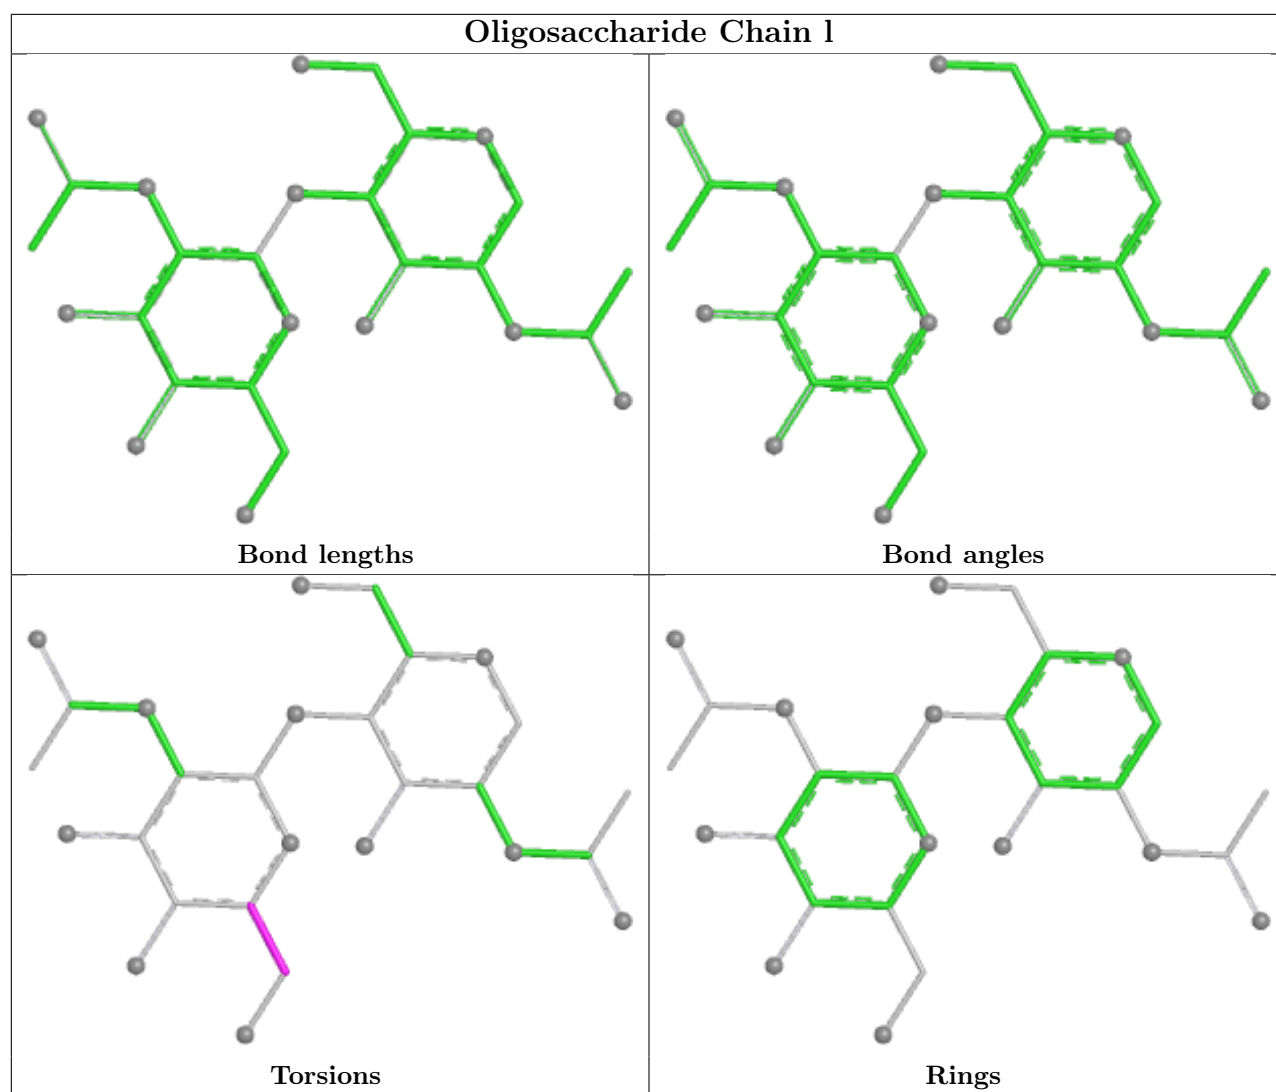 Oligosaccharide Chain l
Bond lengths
Bond angles
Torsions
Rings